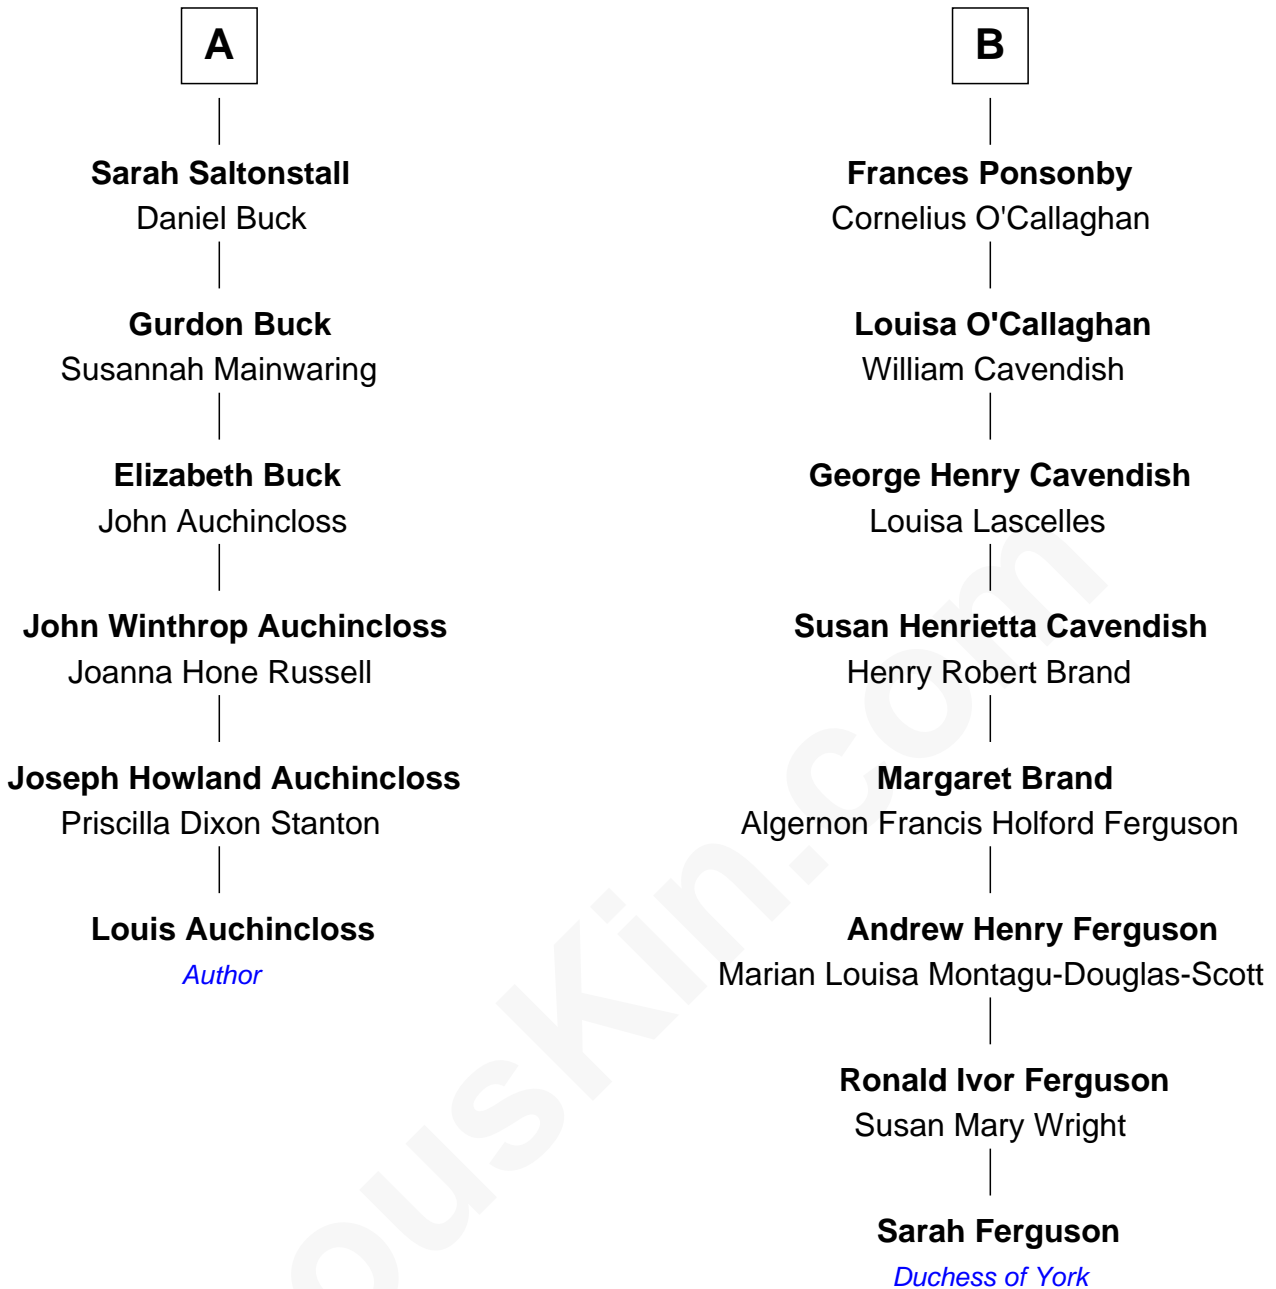 A
Sarah Saltonstall
Daniel Buck
Gurdon Buck
Susannah Mainwaring
Elizabeth Buck
John Auchincloss
John Winthrop Auchincloss
Joanna Hone Russell
Joseph Howland Auchincloss
Priscilla Dixon Stanton
Louis Auchincloss
Author
B
Frances Ponsonby
Cornelius O'Callaghan
Louisa O'Callaghan
William Cavendish
George Henry Cavendish
Louisa Lascelles
Susan Henrietta Cavendish
Henry Robert Brand
Margaret Brand
Algernon Francis Holford Ferguson
Andrew Henry Ferguson
Marian Louisa Montagu-Douglas-Scott
Ronald Ivor Ferguson
Susan Mary Wright
Sarah Ferguson
Duchess of York
ousKin.com